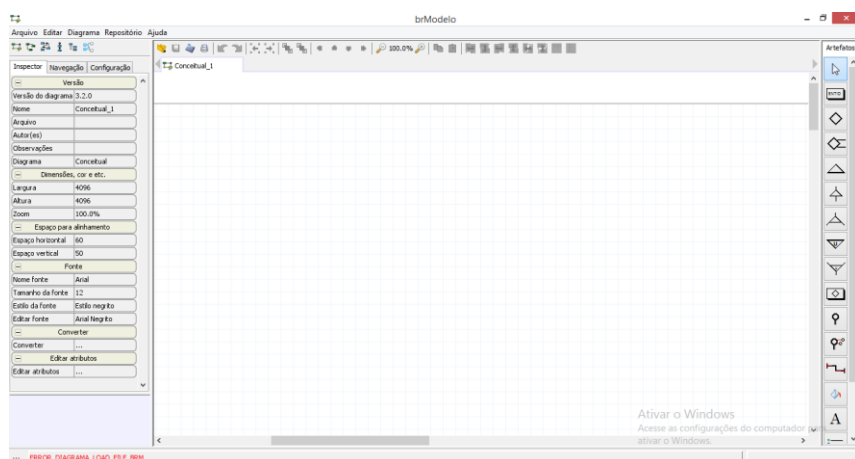 brModelo
Arquivo Editar Diagrama Repositório Ajuda
100.0%
Artefatos
Inspector Navegação Configuração
Conceitual_1
Versão
Versão do diagrama 3.2.0
Nome Conceitual_1
Arquivo
Autor(es)
Observações
Diagrama Conceitual
Dimensões, cor e etc.
Largura 4096
Altura 4096
Zoom 100.0%
Espaço para alinhamento
Espaço horizontal 60
Espaço vertical 50
Fonte
Nome fonte Arial
Tamanho da fonte 12
Estilo da fonte Estilo negrito
Editar fonte Arial Negrito
Converter
Converter ...
Editar atributos
Editar atributos ...
A
Ativar o Windows
Acesse as configurações do computador para
ativar o Windows.
... ERROR_DIAGRAMA_LOAD_FILE_BRM